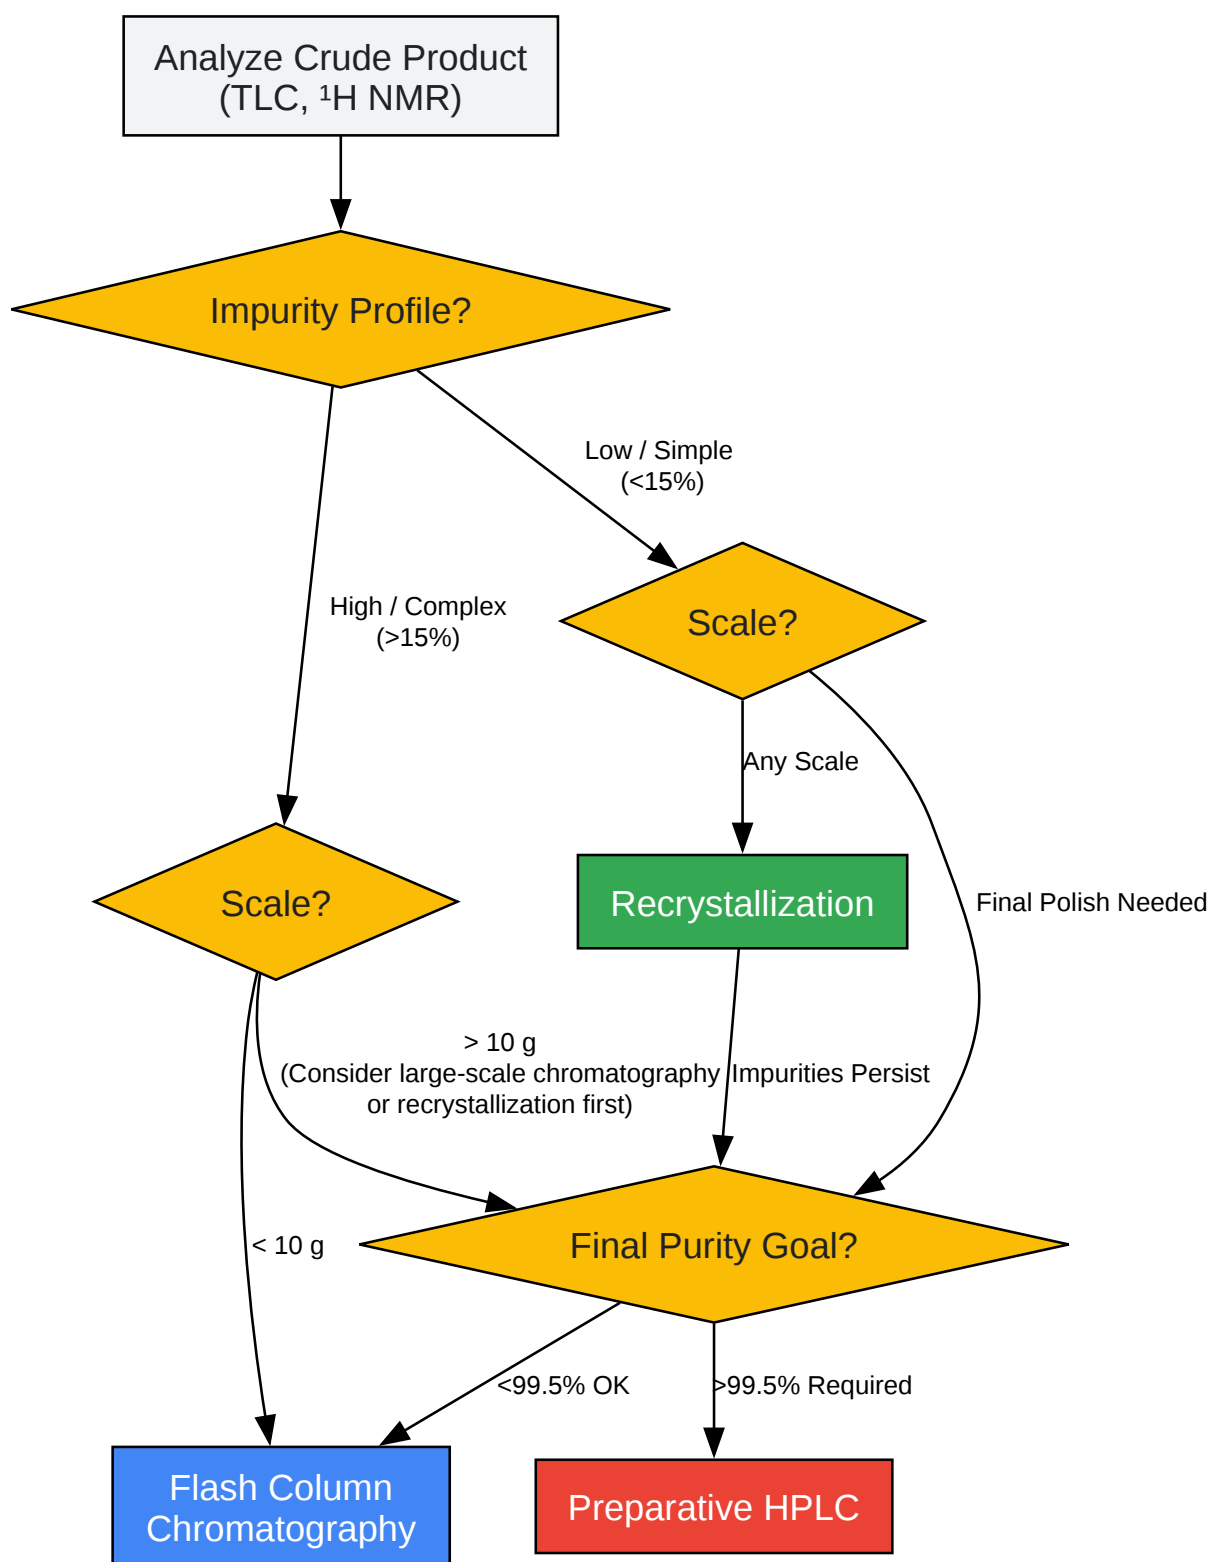 Analyze Crude Product
(TLC, ¹H NMR)
Impurity Profile?
Low / Simple
(<15%)
High / Complex
(>15%)
Scale?
Any Scale
Scale?
Recrystallization
Final Polish Needed
> 10 g
(Consider large-scale chromatography
or recrystallization first)
Impurities Persist
< 10 g
Final Purity Goal?
<99.5% OK
>99.5% Required
Flash Column
Chromatography
Preparative HPLC